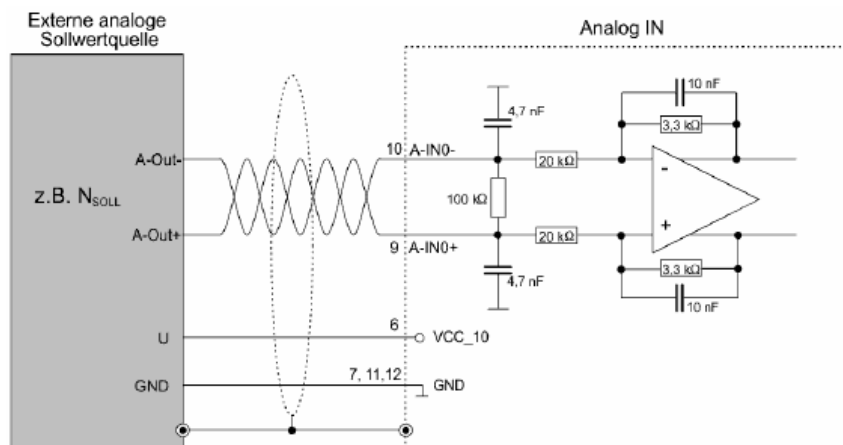 Externe analoge
Sollwertquelle
Analog IN
10 nF
4,7 nF
3,3 kΩ
A-Out-
10 A-IN0-
20 kΩ
-
z.B. NSOLL
100 kΩ
A-Out+
+
20 kΩ
9 A-IN0+
3,3 kΩ
4,7 nF
10 nF
U
6
VCC_10
GND
7, 11,12
GND